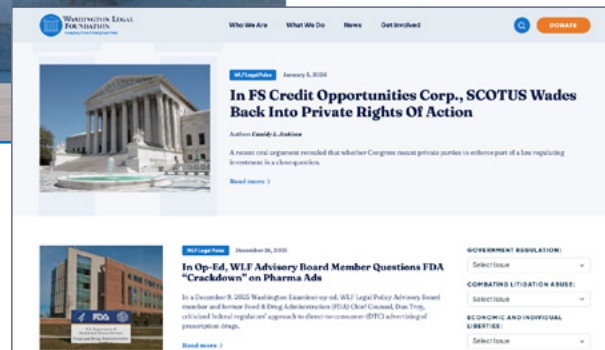 WASHINGTON LEGAL
FOUNDATION
Who We Are What We Do News Get Involved
DONATE
WLF Legal Pulse January 5, 2026
In FS Credit Opportunities Corp., SCOTUS Wades
Back Into Private Rights Of Action
Author:
A recent oral argument revealed that whether Congress meant private parties to enforce part of a law regulating
investment is a close question.
Read more >
WLF Legal Pulse December 2025
In Op-Ed, WLF Advisory Board Member Questions FDA
“Crackdown” on Pharma Ads
In a December 9, 2025 Washington Examiner op-ed, WLF Legal Policy Advisory Board
member and former Food & Drug Administration (FDA) Chief Counsel, Dan Troy,
criticized federal regulators' approach to direct-to-consumer (DTC) advertising of
prescription drugs.
Read more >
FDA
GOVERNMENT REGULATION:
Select Issue
COMBATING LITIGATION ABUSE:
Select Issue
ECONOMIC AND INDIVIDUAL
LIBERTIES:
Select Issue